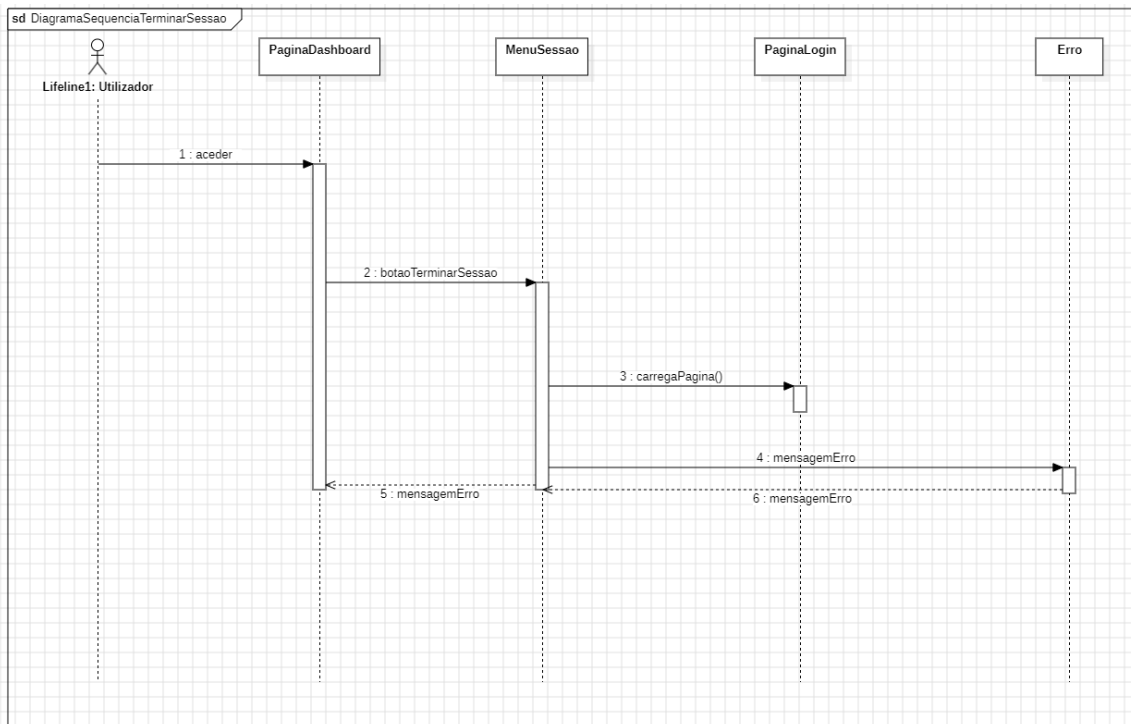 sd DiagramaSequenciaTerminarSessao
PaginaDashboard
MenuSessao
PaginaLogin
Erro
Lifeline1: Utilizador
1 : aceder
2 : botaoTerminarSessao
3 : carregaPagina()
4 : mensagemErro
5 : mensagemErro
6 : mensagemErro